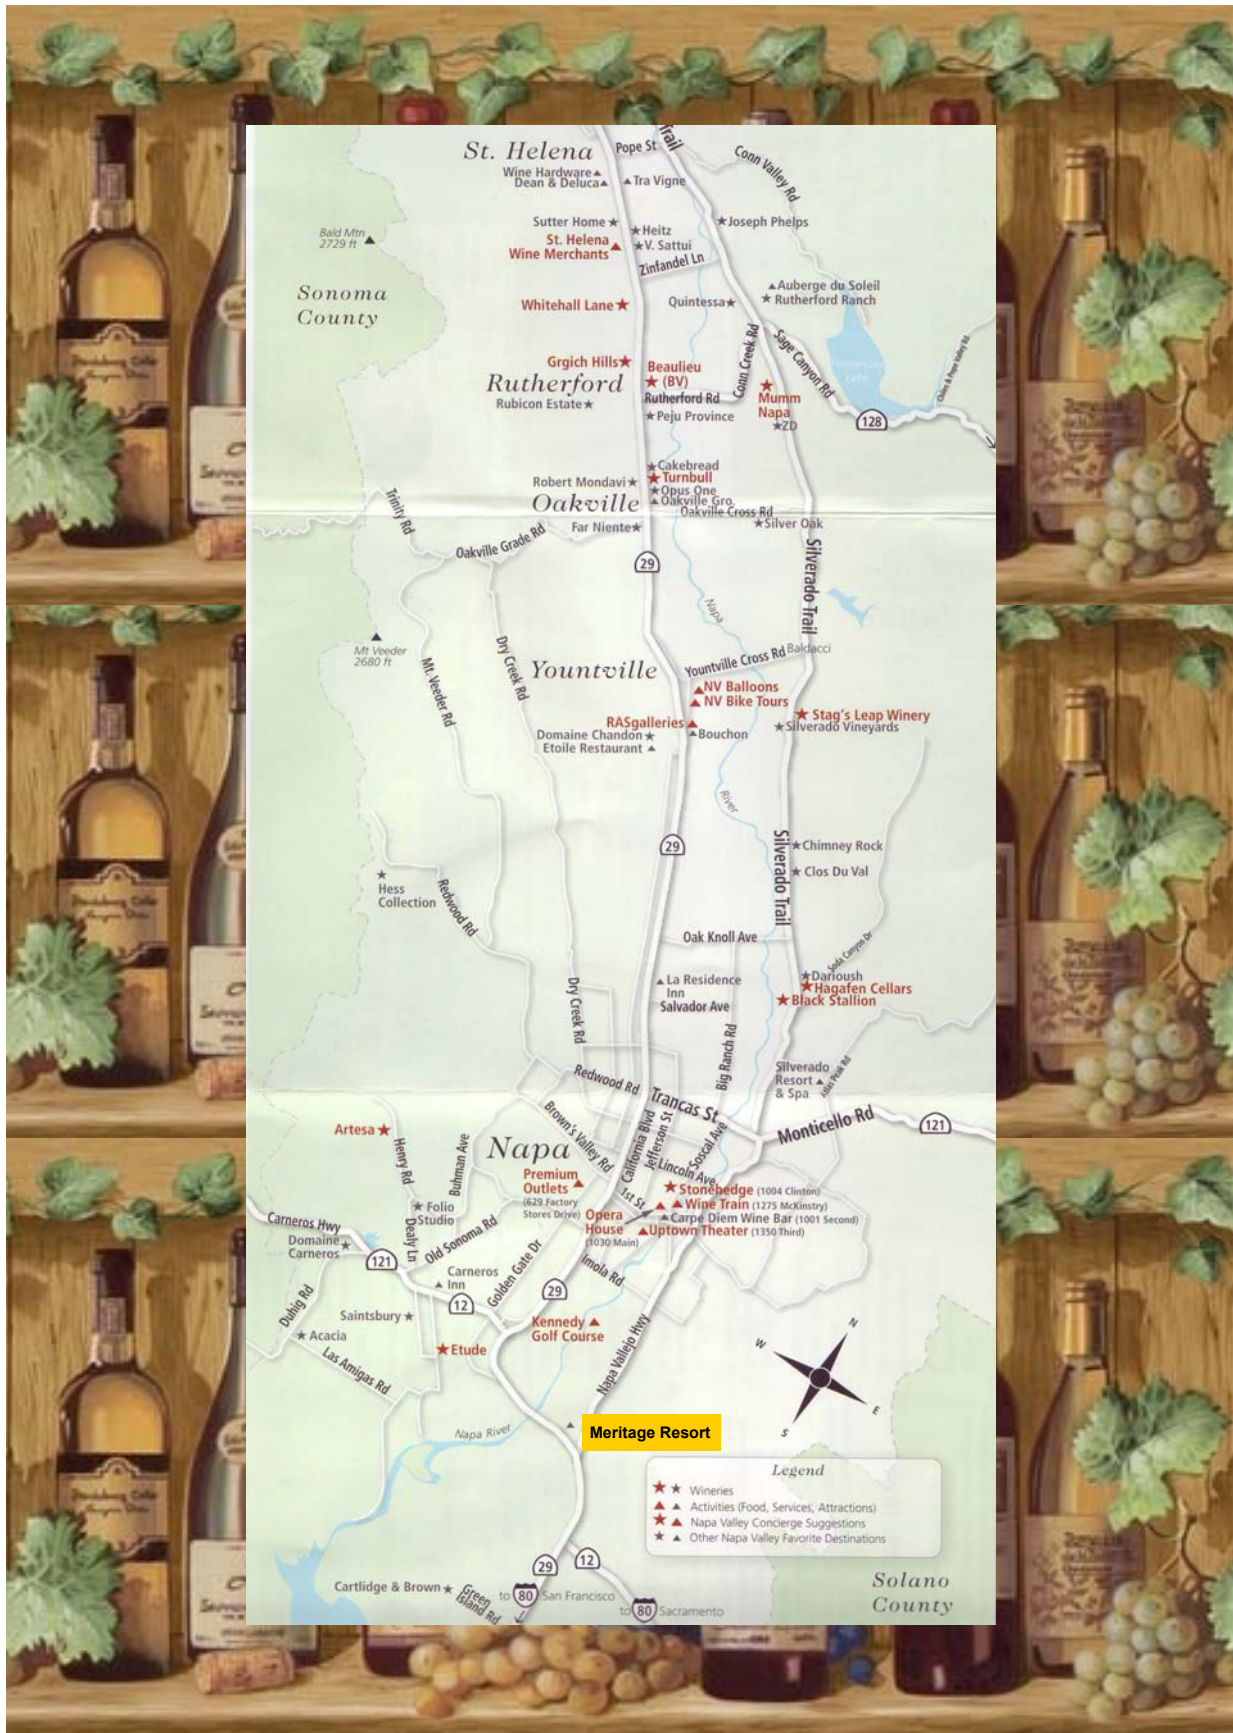 Trail
St. Helena
Pope St
Conn Valley Rd
Wine Hardware
Dean & Deluca
Tra Vigne
Sutter Home
Joseph Phelps
Heitz
St. Helena
Wine Merchants
V. Sattui
Bald Mtn
2729 ft
Zinfandel Ln
Sonoma
County
Auberge du Soleil
Rutherford Ranch
Quintessa
Whitehall Lane
Conn Creek Rd
Sage Canyon Rd
Lake
Grgich Hills
Beaulieu
(BV)
Rutherford
Rutherford Rd
Rubicon Estate
Peju Province
Mumm
Napa
ZD
128
Cakebread
Turnbull
Robert Mondavi
Opus One
Oakville Gro.
Oakville
Oakville Cross Rd
Silver Oak
Far Niente
Trinity Rd
Oakville Grade Rd
29
Silverado Trail
Napa
Mt Veeder
2680 ft
Mt. Veeder Rd
Dry Creek Rd
Yountville
Yountville Cross Rd
Baldacci
NV Balloons
NV Bike Tours
RASgalleries
Stag's Leap Winery
Silverado Vineyards
Domaine Chandon
Bouchon
Etoile Restaurant
River
29
Silverado Trail
Chimney Rock
Clos Du Val
Hess
Collection
Redwood Rd
Oak Knoll Ave
Soda Canyon Dr
Darioush
Hagafen Cellars
Black Stallion
La Residence
Inn
Salvador Ave
Dry Creek Rd
Big Ranch Rd
Silverado
Resort
& Spa
Redwood Rd
Trancas St
Monticello Rd
121
Artesa
Henry Rd
Buhman Ave
Brown's Valley Rd
Napa
California Blvd
Jefferson St
Soscal Ave
Lincoln Ave
Premium
Outlets
(629 Factory
Stores Drive)
1st St
Stonehedge (1004 Clinton)
Wine Train (1275 McKinstry)
Carpe Diem Wine Bar (1001 Second)
Uptown Theater (1350 Third)
Opera
House
(1030 Main)
Folio
Studio
Carneros Hwy
Domaine
Carneros
Dealy Ln
Old Sonoma Rd
121
Carneros
Inn
Golden Gate Dr
Imola Rd
29
12
Duhig Rd
Saintsbury
Acacia
Kennedy
Golf Course
Etude
Las Amigas Rd
Napa Vallejo Hwy
N
W
E
S
Napa River
Meritage Resort
Legend
Wineries
Activities (Food, Services, Attractions)
Napa Valley Concierge Suggestions
Other Napa Valley Favorite Destinations
29
12
Cartlidge & Brown
Green
Island Rd
to 80 San Francisco
to 80 Sacramento
Solano
County